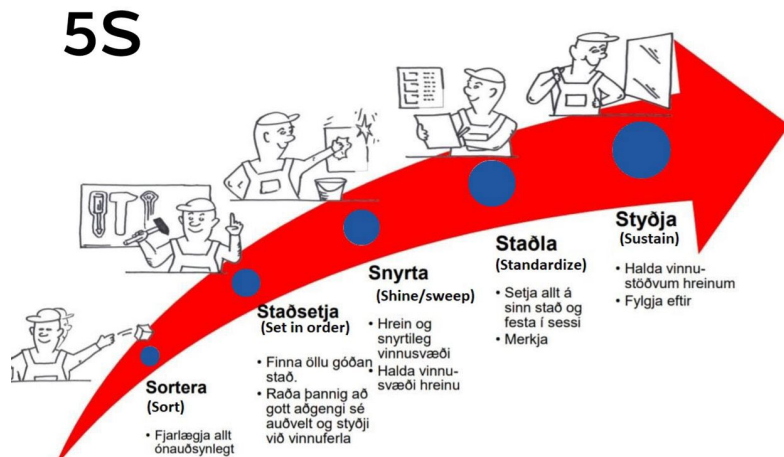 5S
Sortera
(Sort)
• Fjarlægja allt
ónauðsynlegt
Staðsetja
(Set in order)
• Finna öllu góðan
stað.
• Raða þannig að
gott aðgengi sé
auðvelt og styðji
við vinnuferla
Snyrta
(Shine/sweep)
• Hrein og
snyrtileg
vinnusvæði
• Halda vinnu-
svæði hreinu
Staðla
(Standardize)
• Setja allt á
sinn stað og
festa í sessi
• Merkja
Styðja
(Sustain)
• Halda vinnu-
stöðvum hreinum
• Fylgja eftir